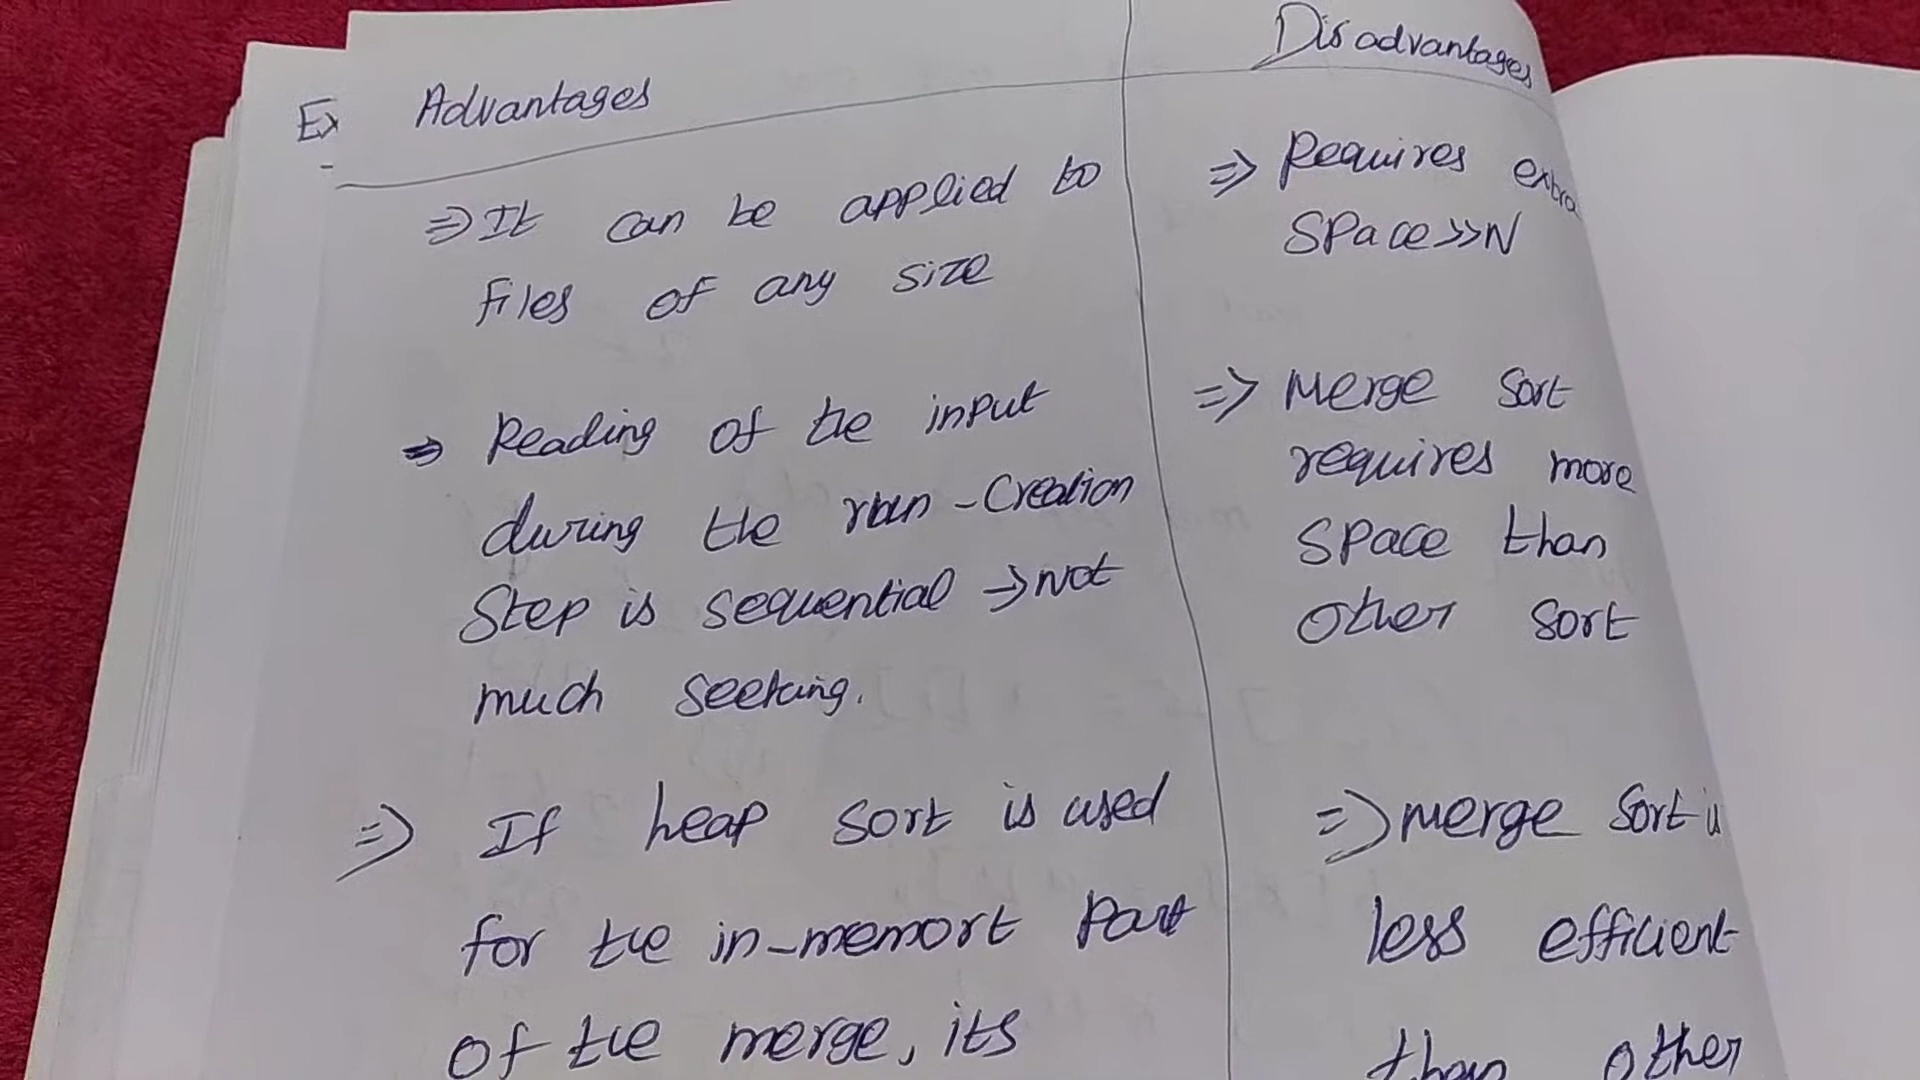 Ex
Advantages
⇒ It can be applied to
files of any size
⇒ Reading of the input
during the run-Creation
Step is sequential → Not
much seeking.
⇒ If heap sort is used
for the in-memort part
of the merge, its
Disadvantages
⇒ Requires extra
SPace >> N
⇒ Merge Sort
requires more
SPace than
other sort
⇒ merge Sort is
less efficient
than other